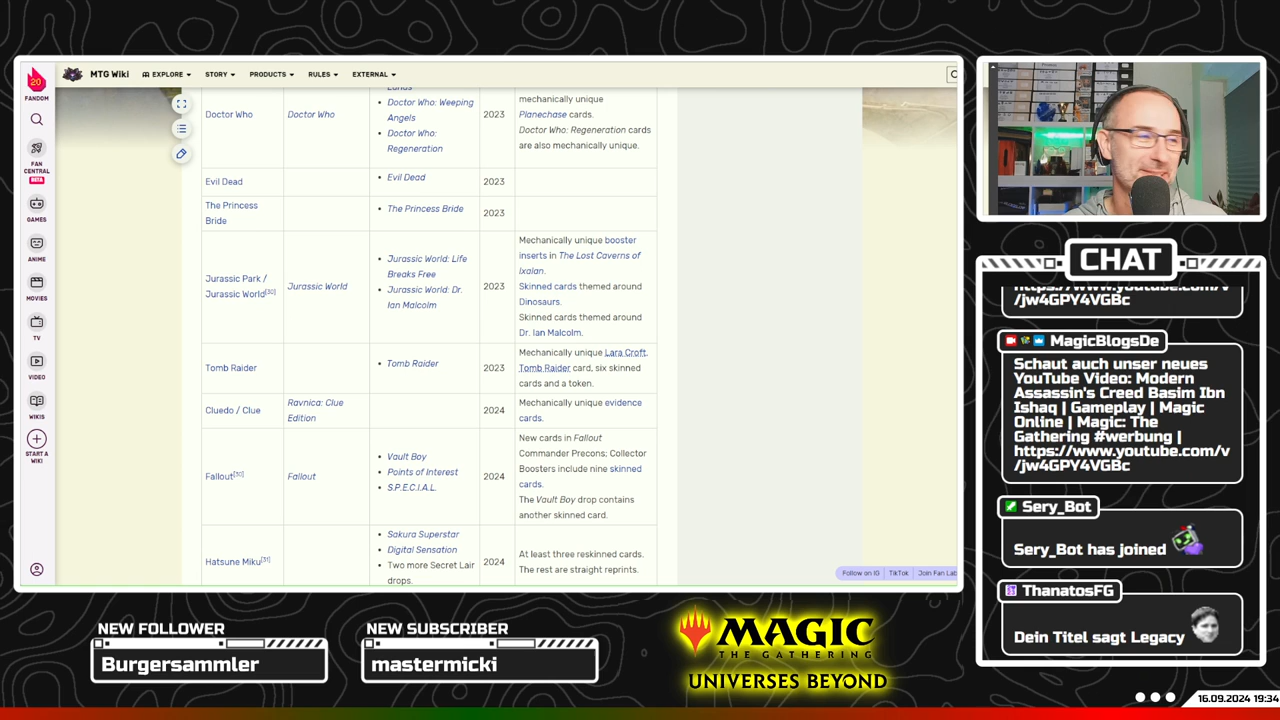 20
FANDOM
FAN
CENTRAL
BETA
GAMES
ANIME
MOVIES
TV
VIDEO
WIKIS
START A
WIKI
MTG Wiki
EXPLORE
STORY
PRODUCTS
RULES
EXTERNAL
Lands
Doctor Who
Doctor Who
• Doctor Who: Weeping
Angels
• Doctor Who:
Regeneration
2023
mechanically unique
Planechase cards.
Doctor Who: Regeneration cards
are also mechanically unique.
Evil Dead
• Evil Dead
2023
The Princess
Bride
• The Princess Bride
2023
Jurassic Park /
Jurassic World[30]
Jurassic World
• Jurassic World: Life
Breaks Free
• Jurassic World: Dr.
Ian Malcolm
2023
Mechanically unique booster
inserts in The Lost Caverns of
Ixalan.
Skinned cards themed around
Dinosaurs.
Skinned cards themed around
Dr. Ian Malcolm.
Tomb Raider
• Tomb Raider
2023
Mechanically unique Lara Croft,
Tomb Raider card, six skinned
cards and a token.
Cluedo / Clue
Ravnica: Clue
Edition
2024
Mechanically unique evidence
cards.
Fallout[30]
Fallout
• Vault Boy
• Points of Interest
• S.P.E.C.I.A.L.
2024
New cards in Fallout
Commander Precons; Collector
Boosters include nine skinned
cards.
The Vault Boy drop contains
another skinned card.
Hatsune Miku[31]
• Sakura Superstar
• Digital Sensation
• Two more Secret Lair
drops.
2024
At least three reskinned cards.
The rest are straight reprints.
Follow on IG
TikTok
Join Fan Lab
CHAT
https://www.youtube.com/v
/jw4GPY4VGBc
MagicBlogsDe
Schaut auch unser neues
YouTube Video: Modern
Assassin's Creed Basim Ibn
Ishaq | Gameplay | Magic
Online | Magic: The
Gathering #werbung |
https://www.youtube.com/v
/jw4GPY4VGBc
Sery_Bot
Sery_Bot has joined
ThanatosFG
Dein Titel sagt Legacy
NEW FOLLOWER
Burgersammler
NEW SUBSCRIBER
mastermicki
MAGIC
THE GATHERING
UNIVERSES BEYOND
16.09.2024 19:34